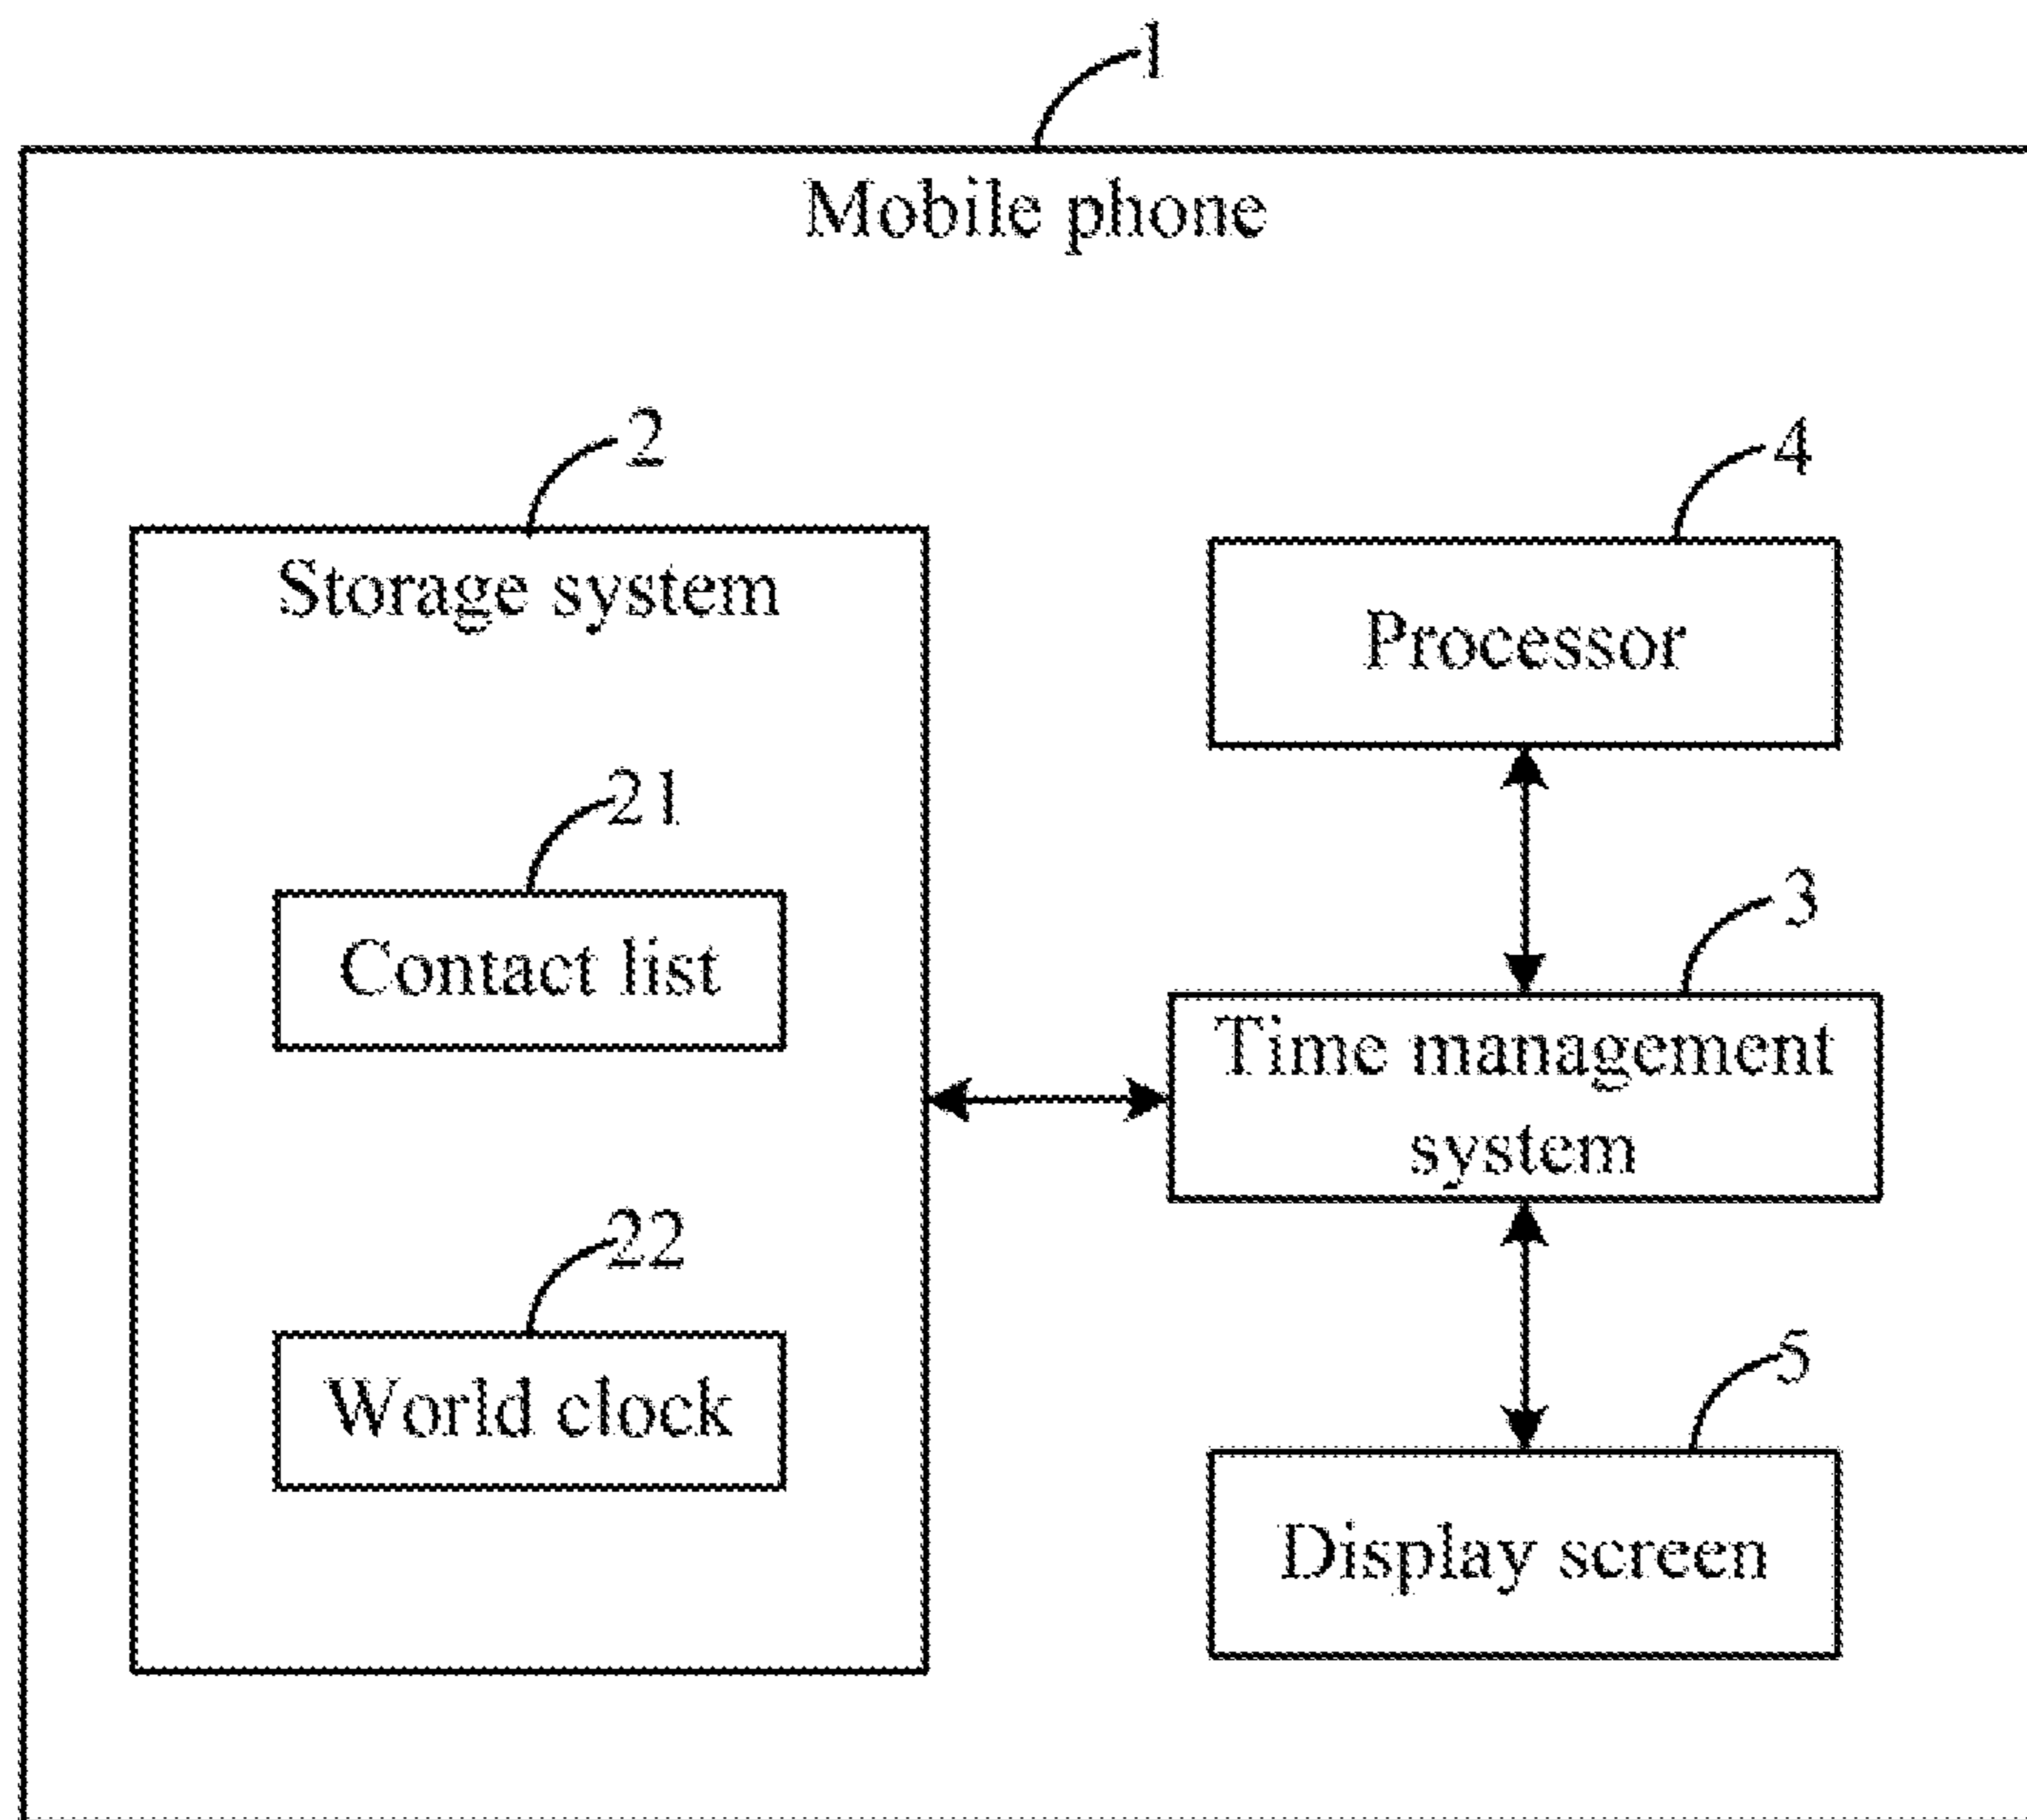 1
Mobile phone
2
Storage system
21
Contact list
22
World clock
4
Processor
3
Time management
system
5
Display screen